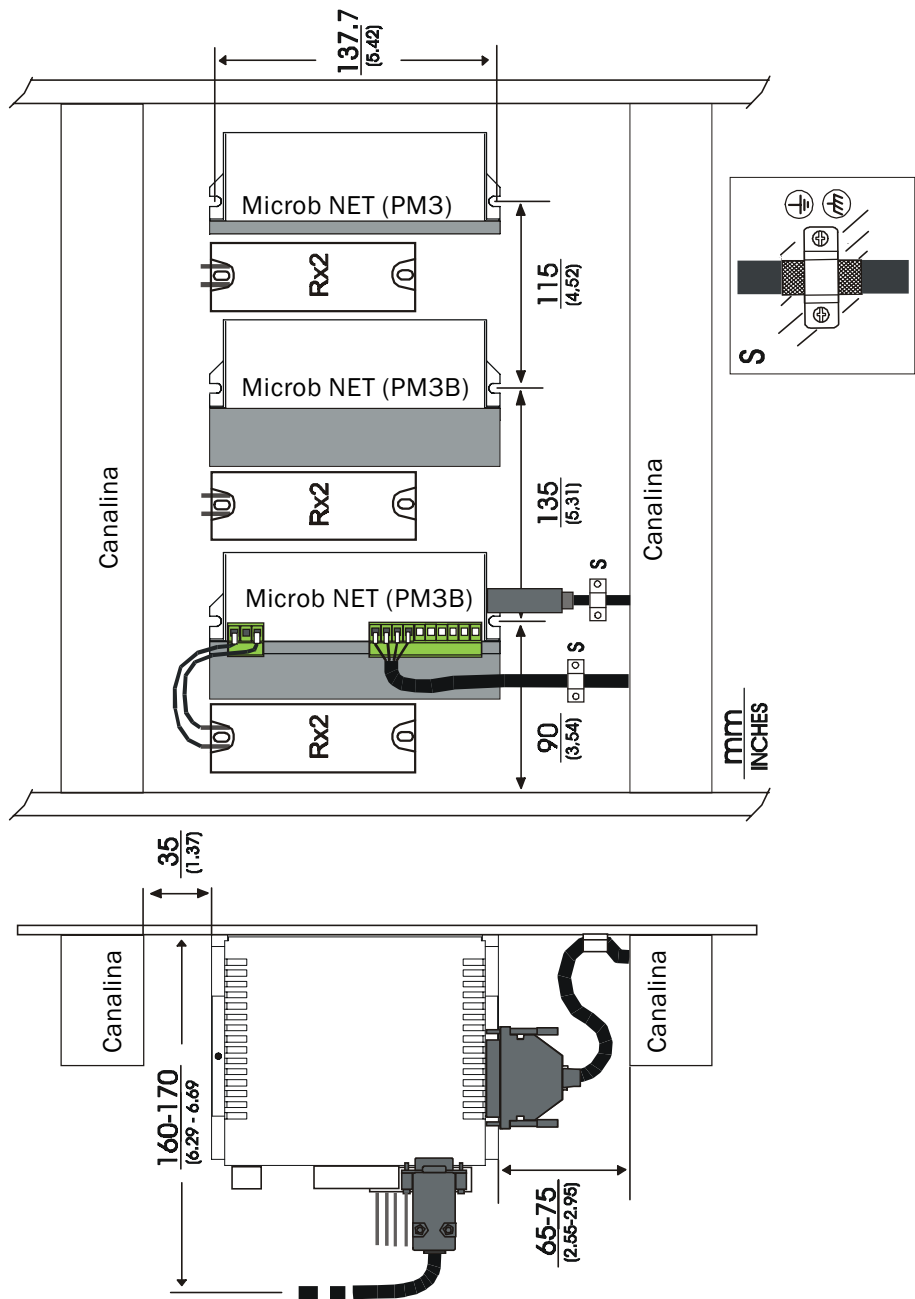 137.7
(5.42)
Canalina
Microb NET (PM3)
Rx2
115
(4.52)
Microb NET (PM3B)
Rx2
135
(5.31)
Canalina
Microb NET (PM3B)
S
S
Rx2
90
(3.54)
mm
INCHES
S
35
(1.37)
Canalina
160-170
(6.29 - 6.69
65-75
(2.55-2.95)
Canalina